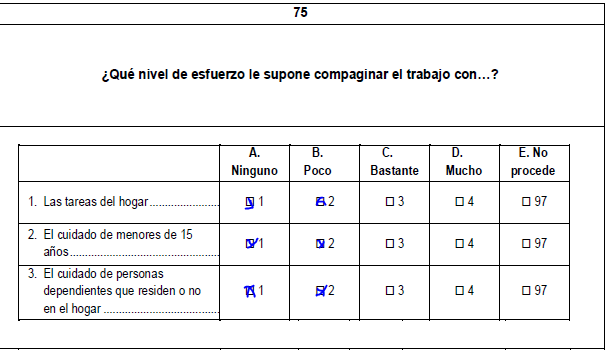 75
¿Qué nivel de esfuerzo le supone compaginar el trabajo con…?
A. B. C. D. E. No
Ninguno Poco Bastante Mucho procede
1. Las tareas del hogar ☐ 1 ☐ 2 ☐ 3 ☐ 4 ☐ 97
2. El cuidado de menores de 15
años ☐ 1 ☐ 2 ☐ 3 ☐ 4 ☐ 97
3. El cuidado de personas
dependientes que residen o no ☐ 1 ☐ 2 ☐ 3 ☐ 4 ☐ 97
en el hogar